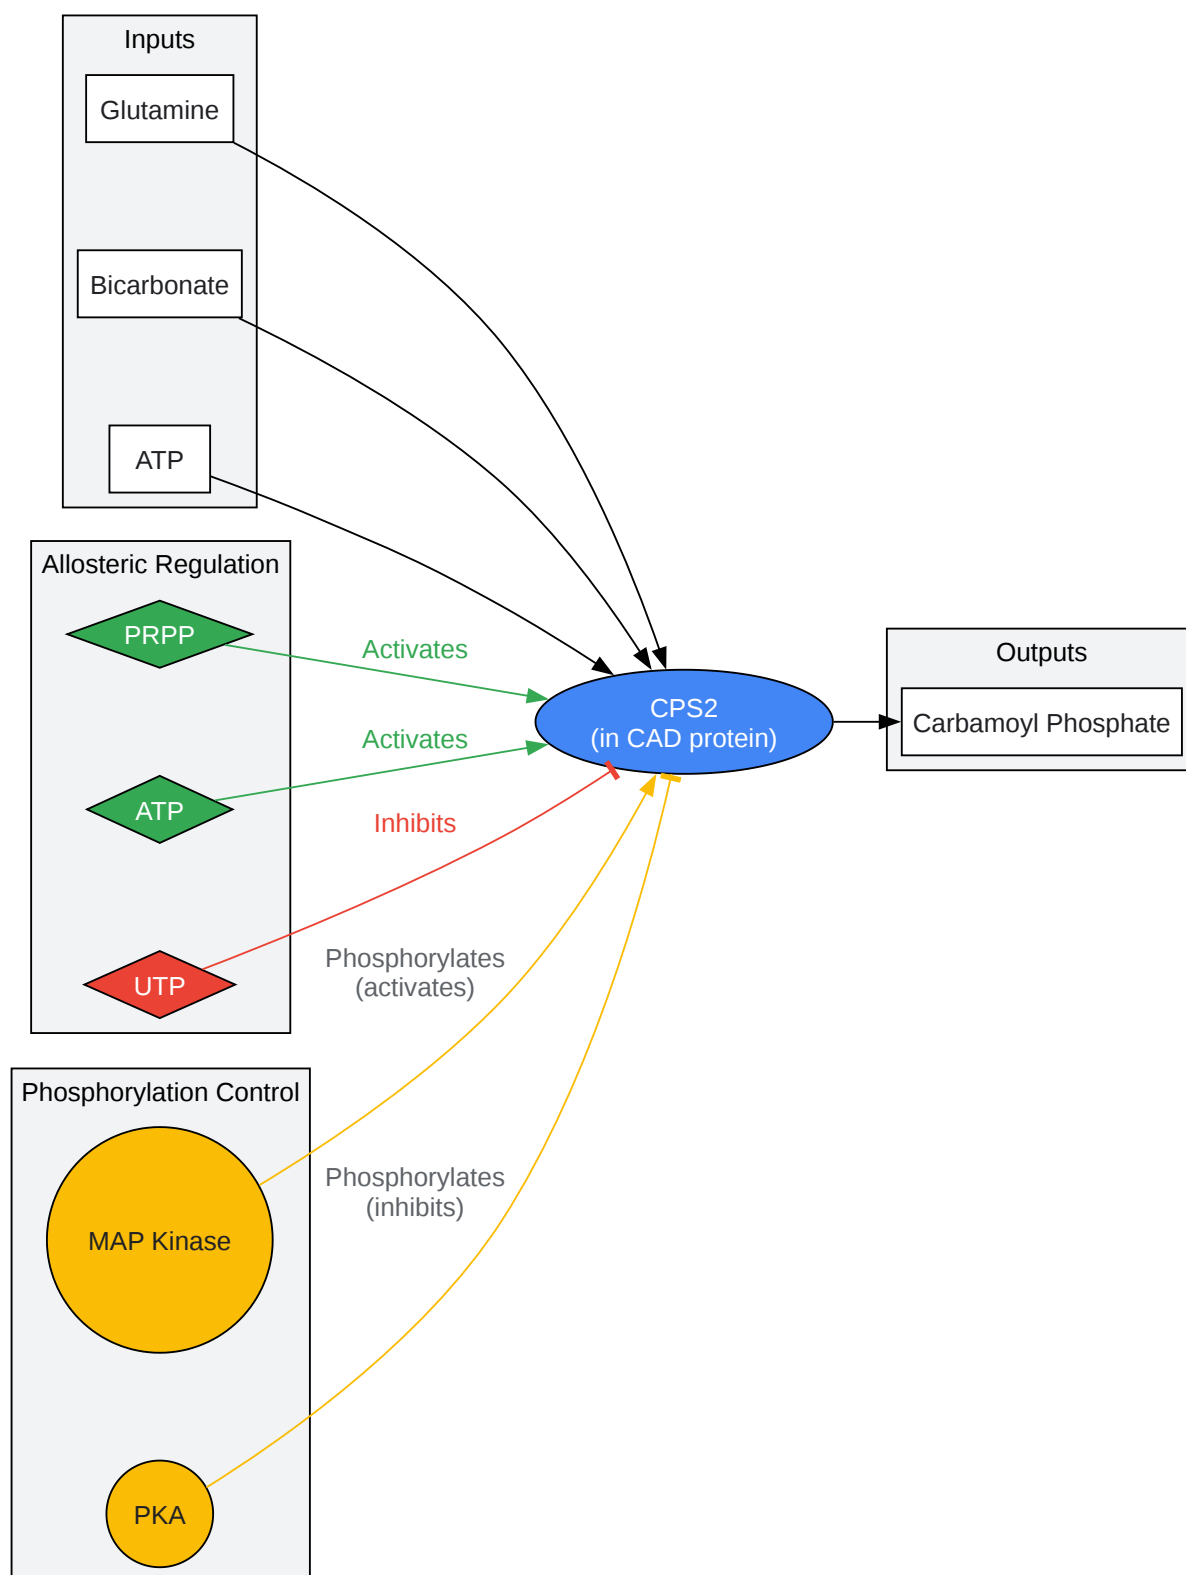 Inputs
Glutamine
Bicarbonate
ATP
Allosteric Regulation
PRPP
Activates
ATP
Activates
UTP
Inhibits
CPS2
(in CAD protein)
Outputs
Carbamoyl Phosphate
Phosphorylates
(activates)
Phosphorylation Control
MAP Kinase
Phosphorylates
(inhibits)
PKA